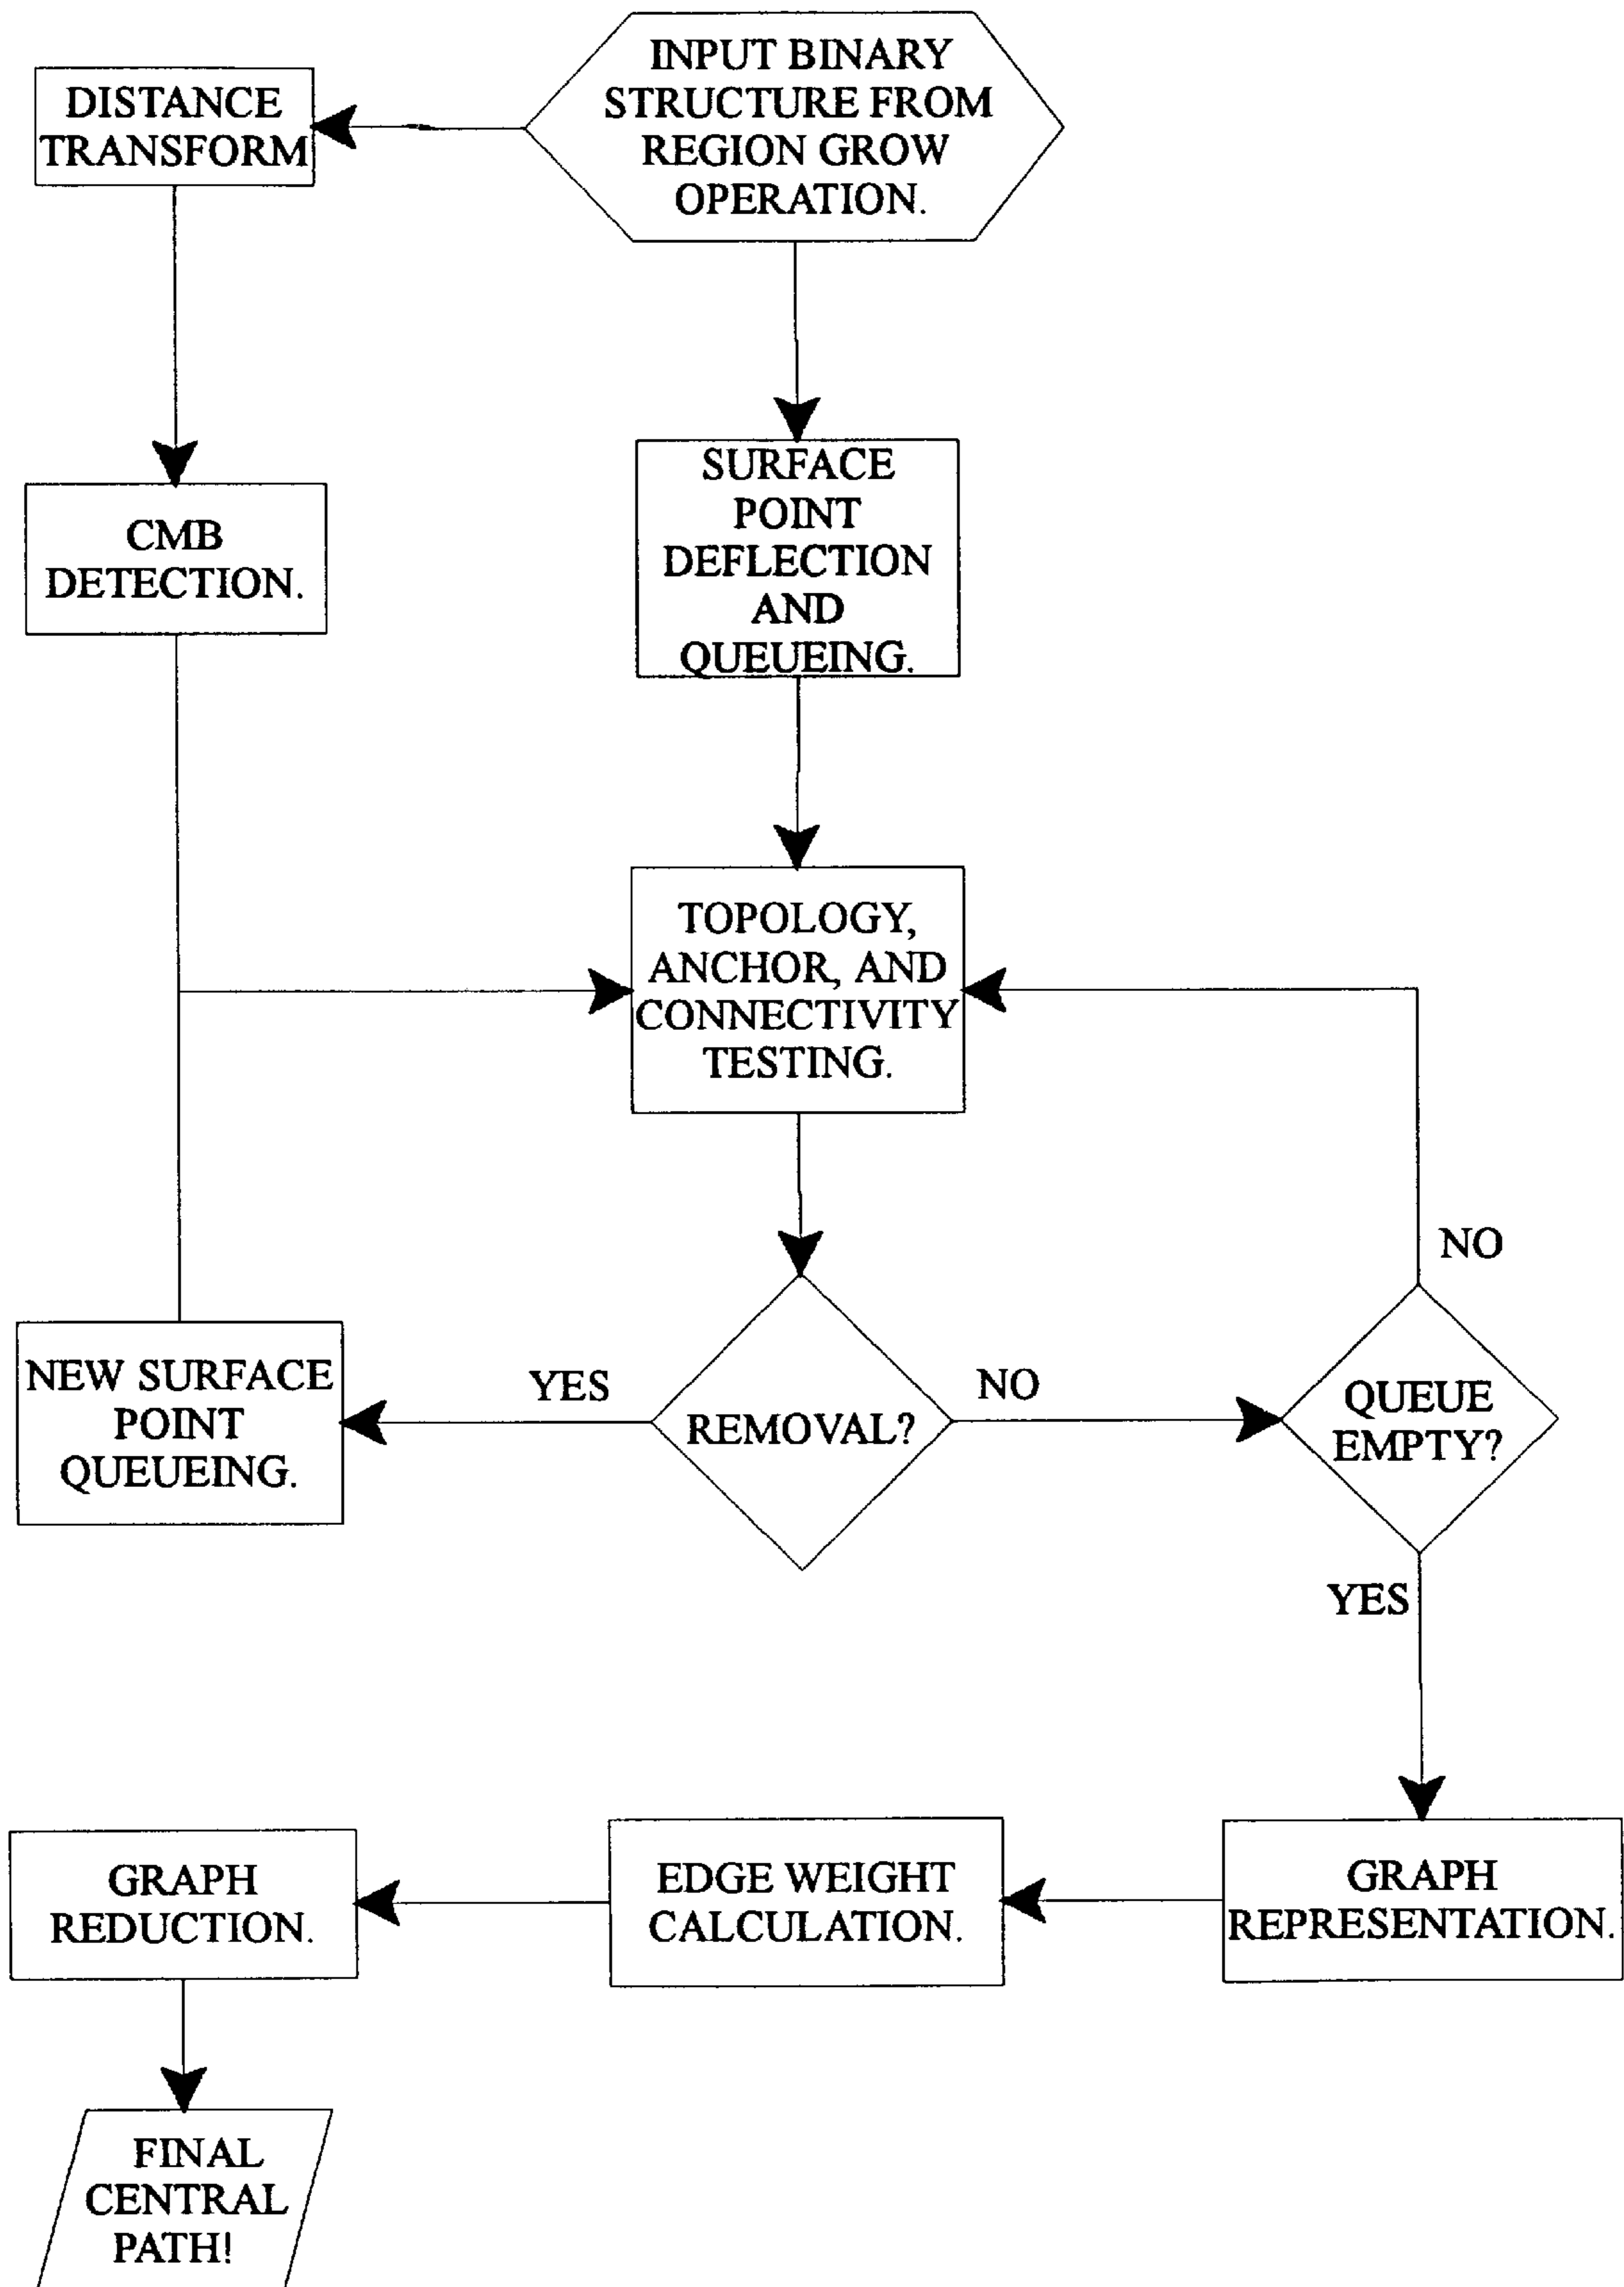 INPUT BINARY
STRUCTURE FROM
REGION GROW
OPERATION.
DISTANCE
TRANSFORM
CMB
DETECTION.
SURFACE
POINT
DEFLECTION
AND
QUEUEING.
TOPOLOGY,
ANCHOR, AND
CONNECTIVITY
TESTING.
NO
NEW SURFACE
POINT
QUEUEING.
YES
REMOVAL?
NO
QUEUE
EMPTY?
YES
GRAPH
REDUCTION.
EDGE WEIGHT
CALCULATION.
GRAPH
REPRESENTATION.
FINAL
CENTRAL
PATH!